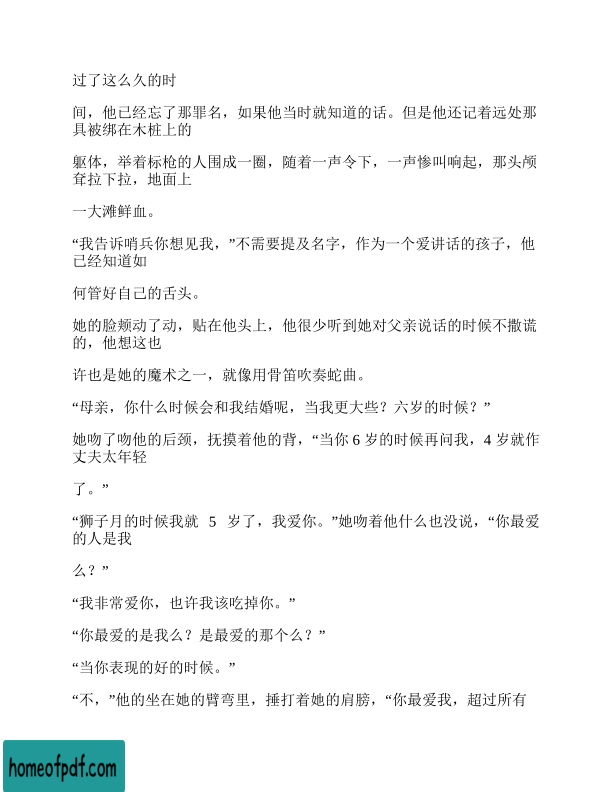 过了这么久的时
间，他已经忘了那罪名，如果他当时就知道的话。但是他还记着远处那
具被绑在木桩上的
躯体，举着标枪的人围成一圈，随着一声令下，一声惨叫响起，那头颅
耷拉下拉，地面上
一大滩鲜血。
“我告诉哨兵你想见我，”不需要提及名字，作为一个爱讲话的孩子，他
已经知道如
何管好自己的舌头。
她的脸颊动了动，贴在他头上，他很少听到她对父亲说话的时候不撒谎
的，他想这也
许也是她的魔术之一，就像用骨笛吹奏蛇曲。
“母亲，你什么时候会和我结婚呢，当我更大些？六岁的时候？”
她吻了吻他的后颈，抚摸着他的背，“当你 6 岁的时候再问我，4 岁就作
丈夫太年轻
了。”
“狮子月的时候我就 5 岁了，我爱你。”她吻着他什么也没说，“你最爱
的人是我
么？”
“我非常爱你，也许我该吃掉你。”
“你最爱的是我么？是最爱的那个么？”
“当你表现的好的时候。”
“不，”他的坐在她的臂弯里，捶打着她的肩膀，“你最爱我，超过所有
homeofpdf.com